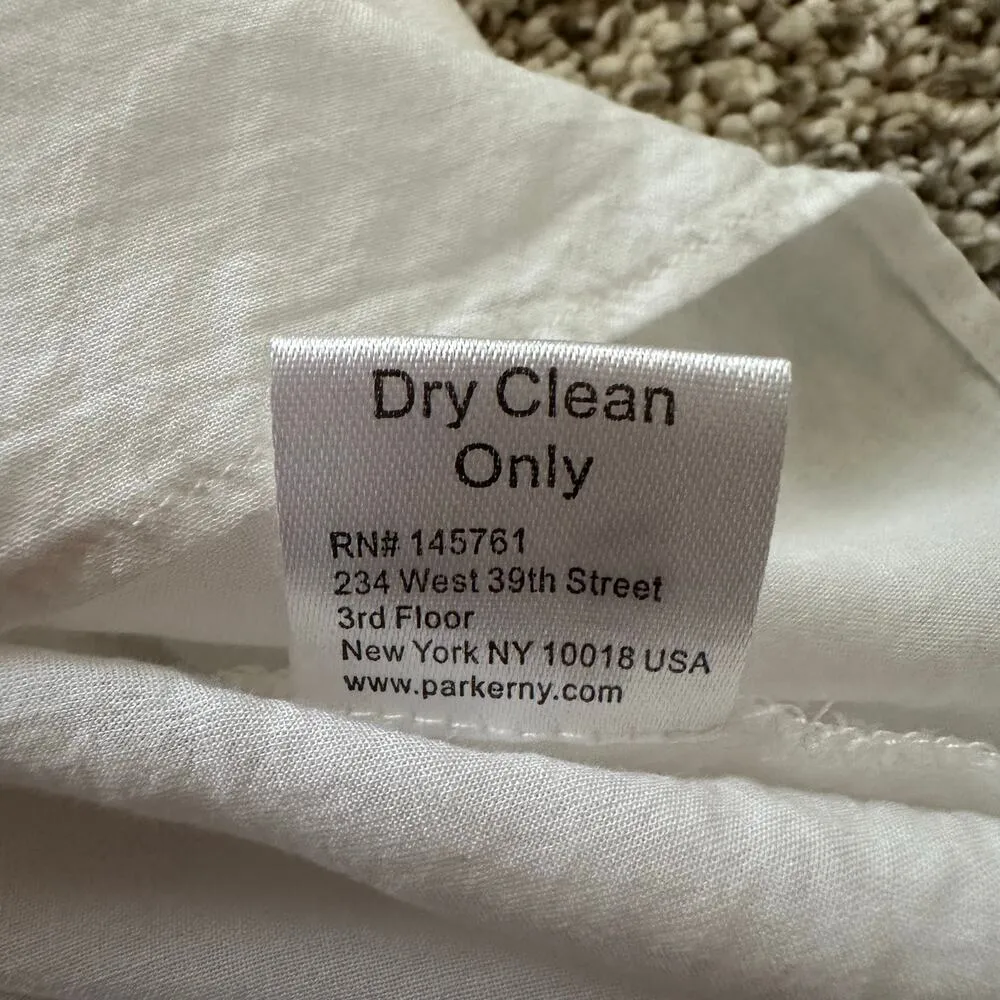 Dry Clean
Only
RN# 145761
234 West 39th Street
3rd Floor
New York NY 10018 USA
www.parkerny.com